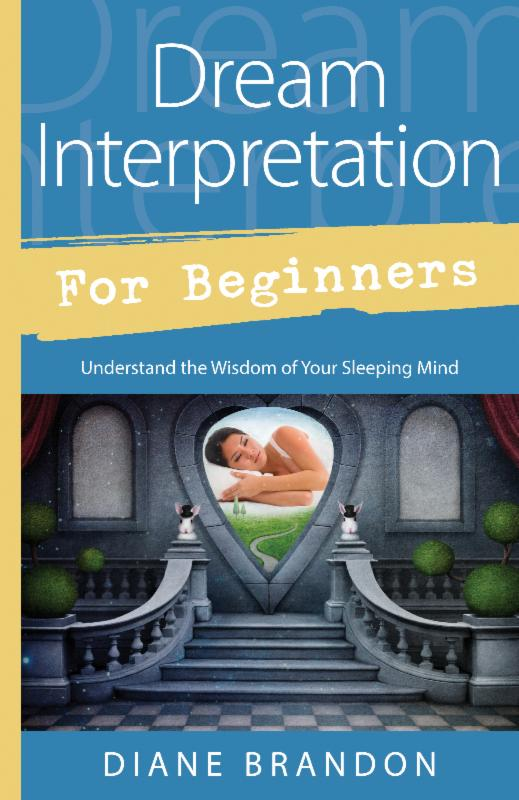 Dream
Interpretation
For Beginners
Understand the Wisdom of Your Sleeping Mind
DIANE BRANDON